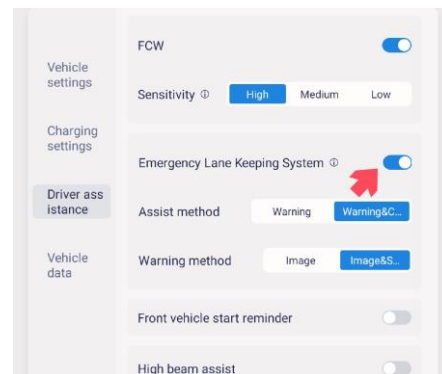 Vehicle
settings
Charging
settings
Driver ass
istance
Vehicle
data
FCW
Sensitivity
High Medium Low
Emergency Lane Keeping System
Assist method Warning Warning&C...
Warning method Image Image&S...
Front vehicle start reminder
High beam assist